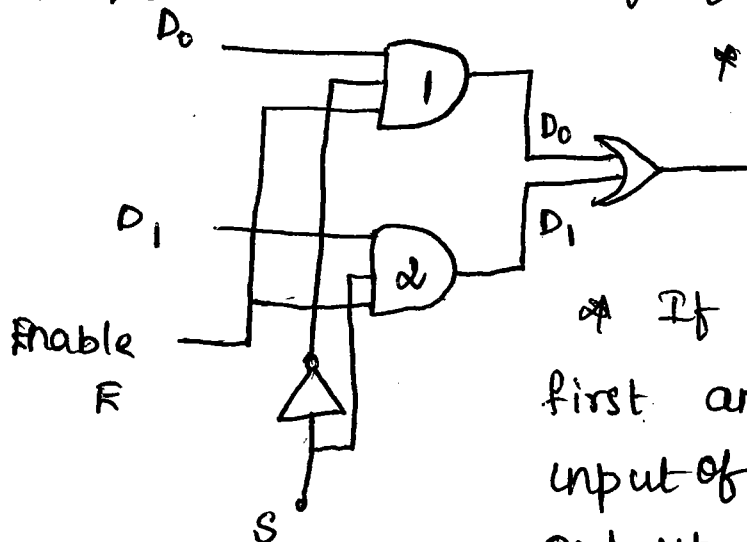 D₀
*
1
D₀
D₁
D₁
2
Enable
E
* If
first
input of
S